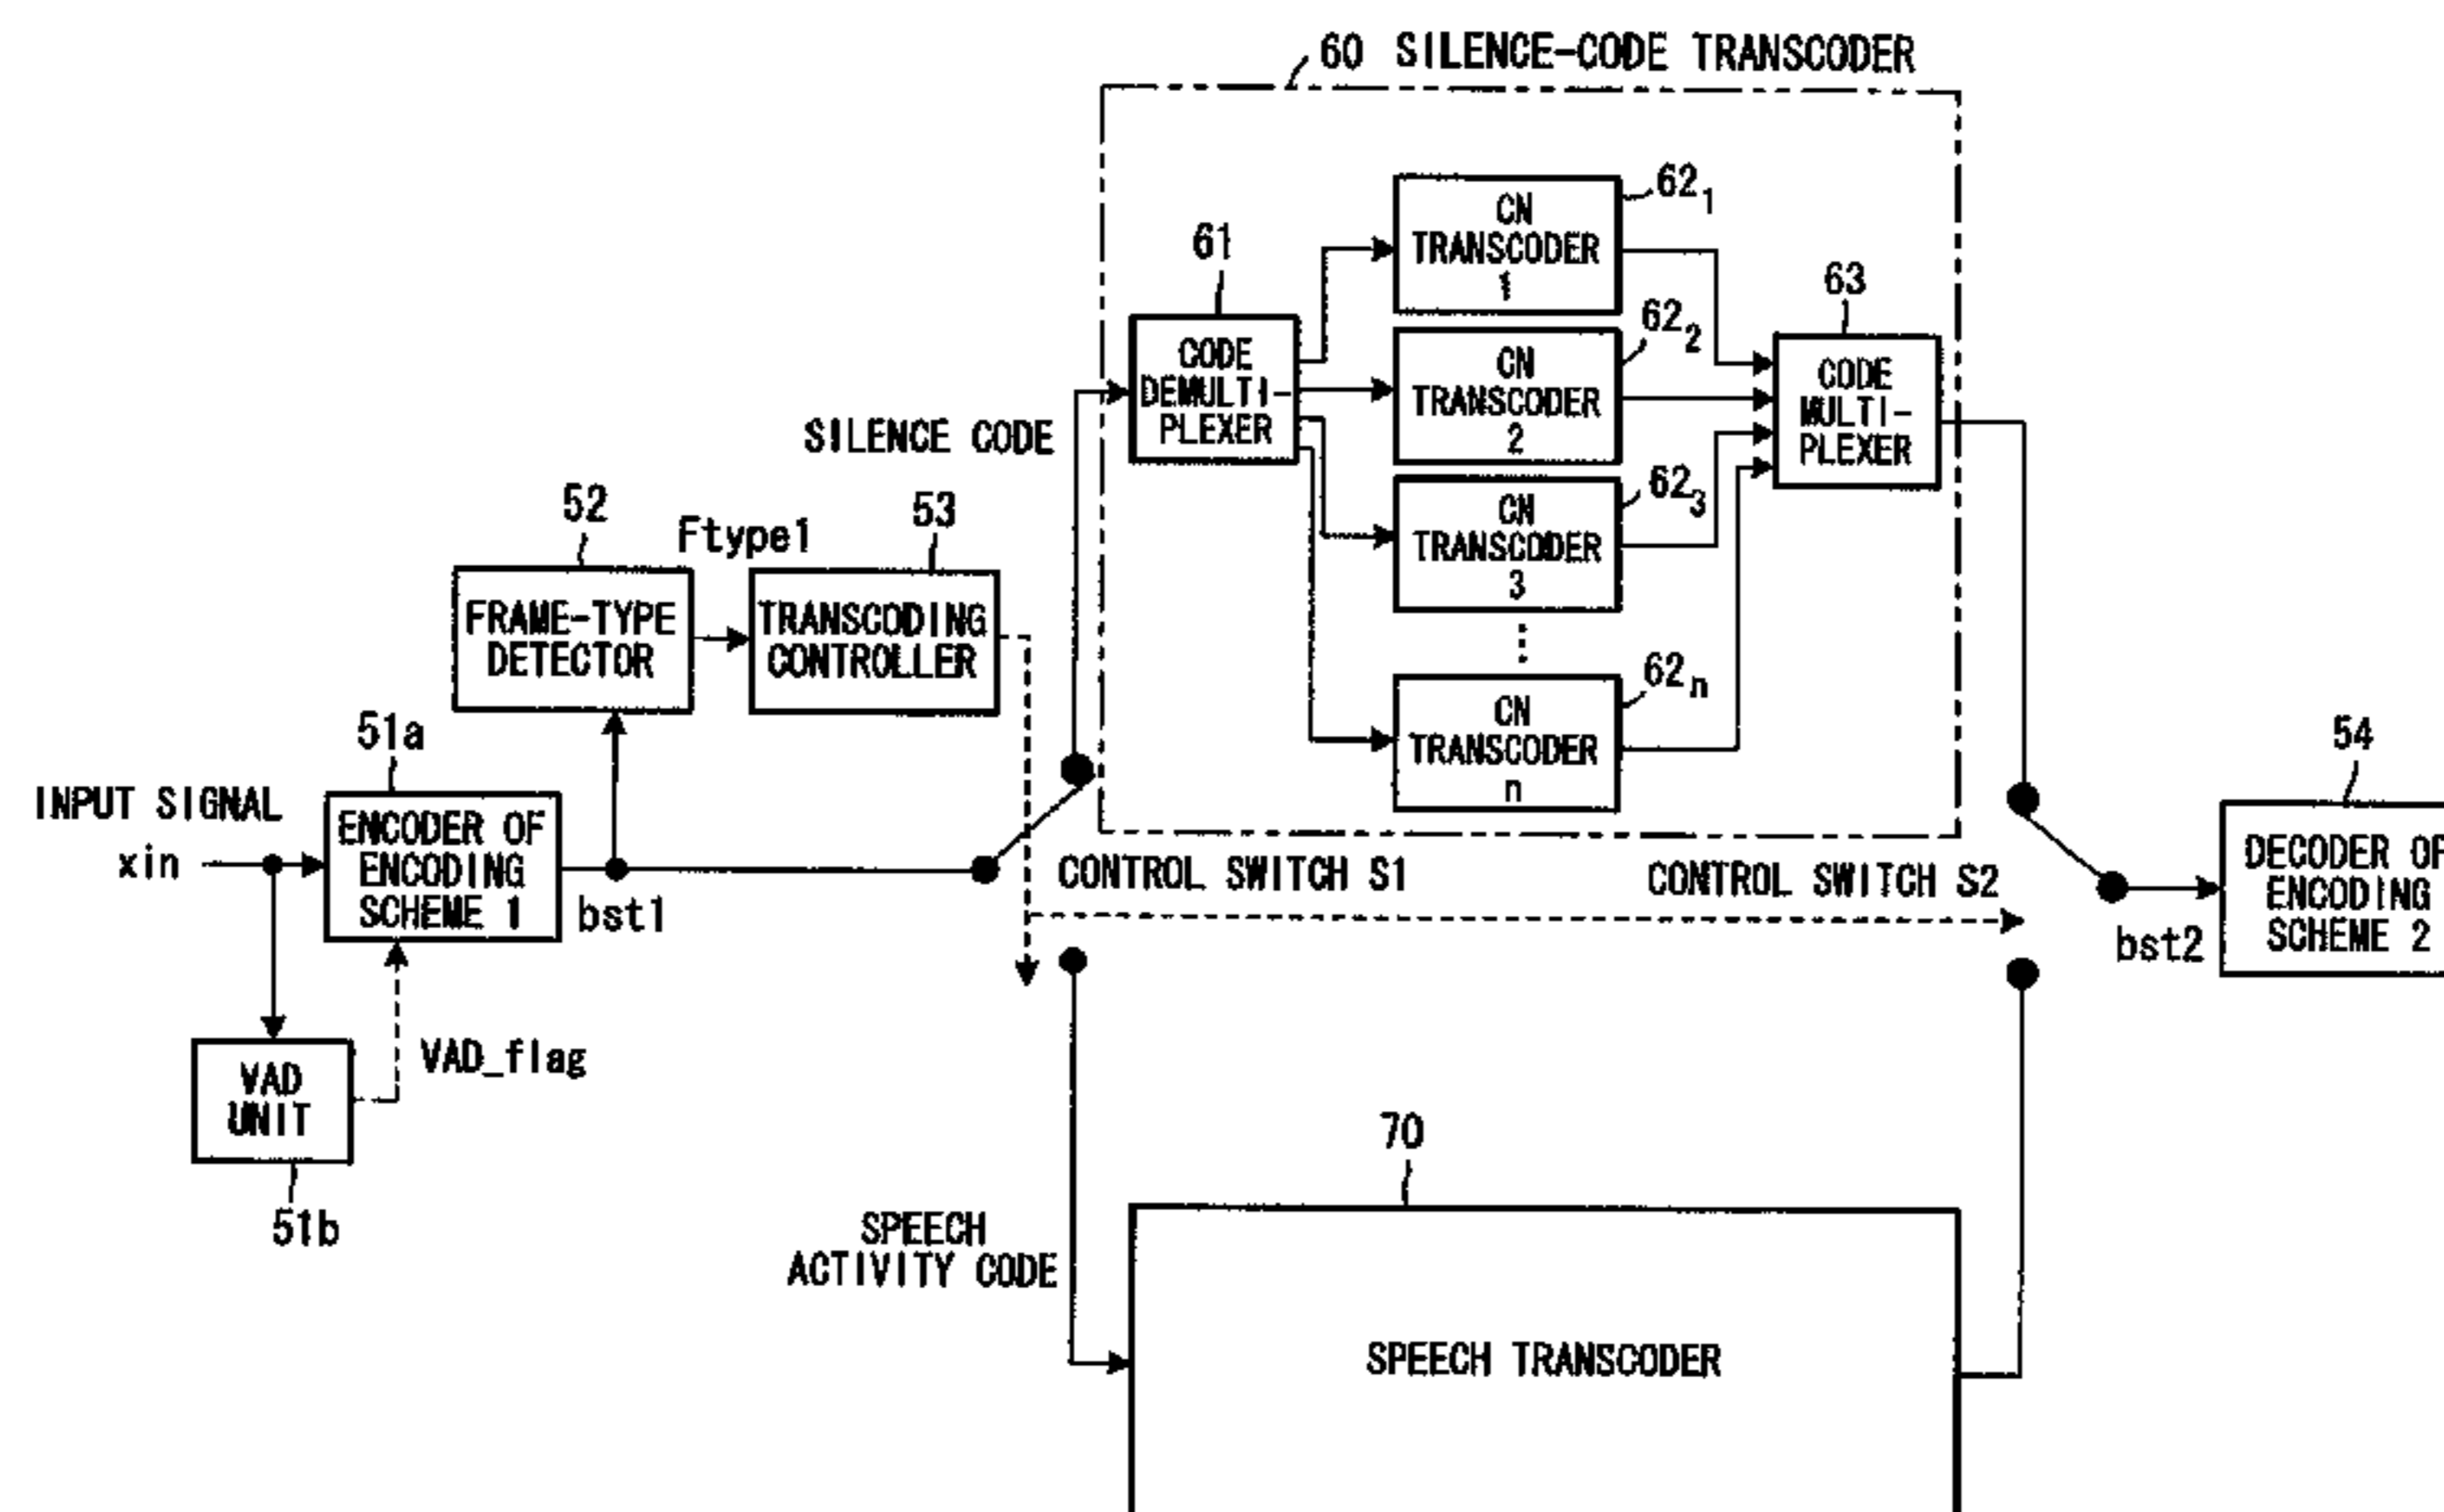 60 SILENCE-CODE TRANSCODER
61
CODE
DEMULTI-
PLEXER
CN
TRANSCODER
1
62₁
CN
TRANSCODER
2
62₂
CN
TRANSCODER
3
62₃
CN
TRANSCODER
n
62n
63
CODE
MULTI-
PLEXER
SILENCE CODE
52
FRAME-TYPE
DETECTOR
Ftype1
53
TRANSCODING
CONTROLLER
51a
INPUT SIGNAL
xin
ENCODER OF
ENCODING
SCHEME 1
bst1
CONTROL SWITCH S1
CONTROL SWITCH S2
54
DECODER OF
ENCODING
SCHEME 2
bst2
VAD_flag
VAD
UNIT
51b
70
SPEECH
ACTIVITY CODE
SPEECH TRANSCODER